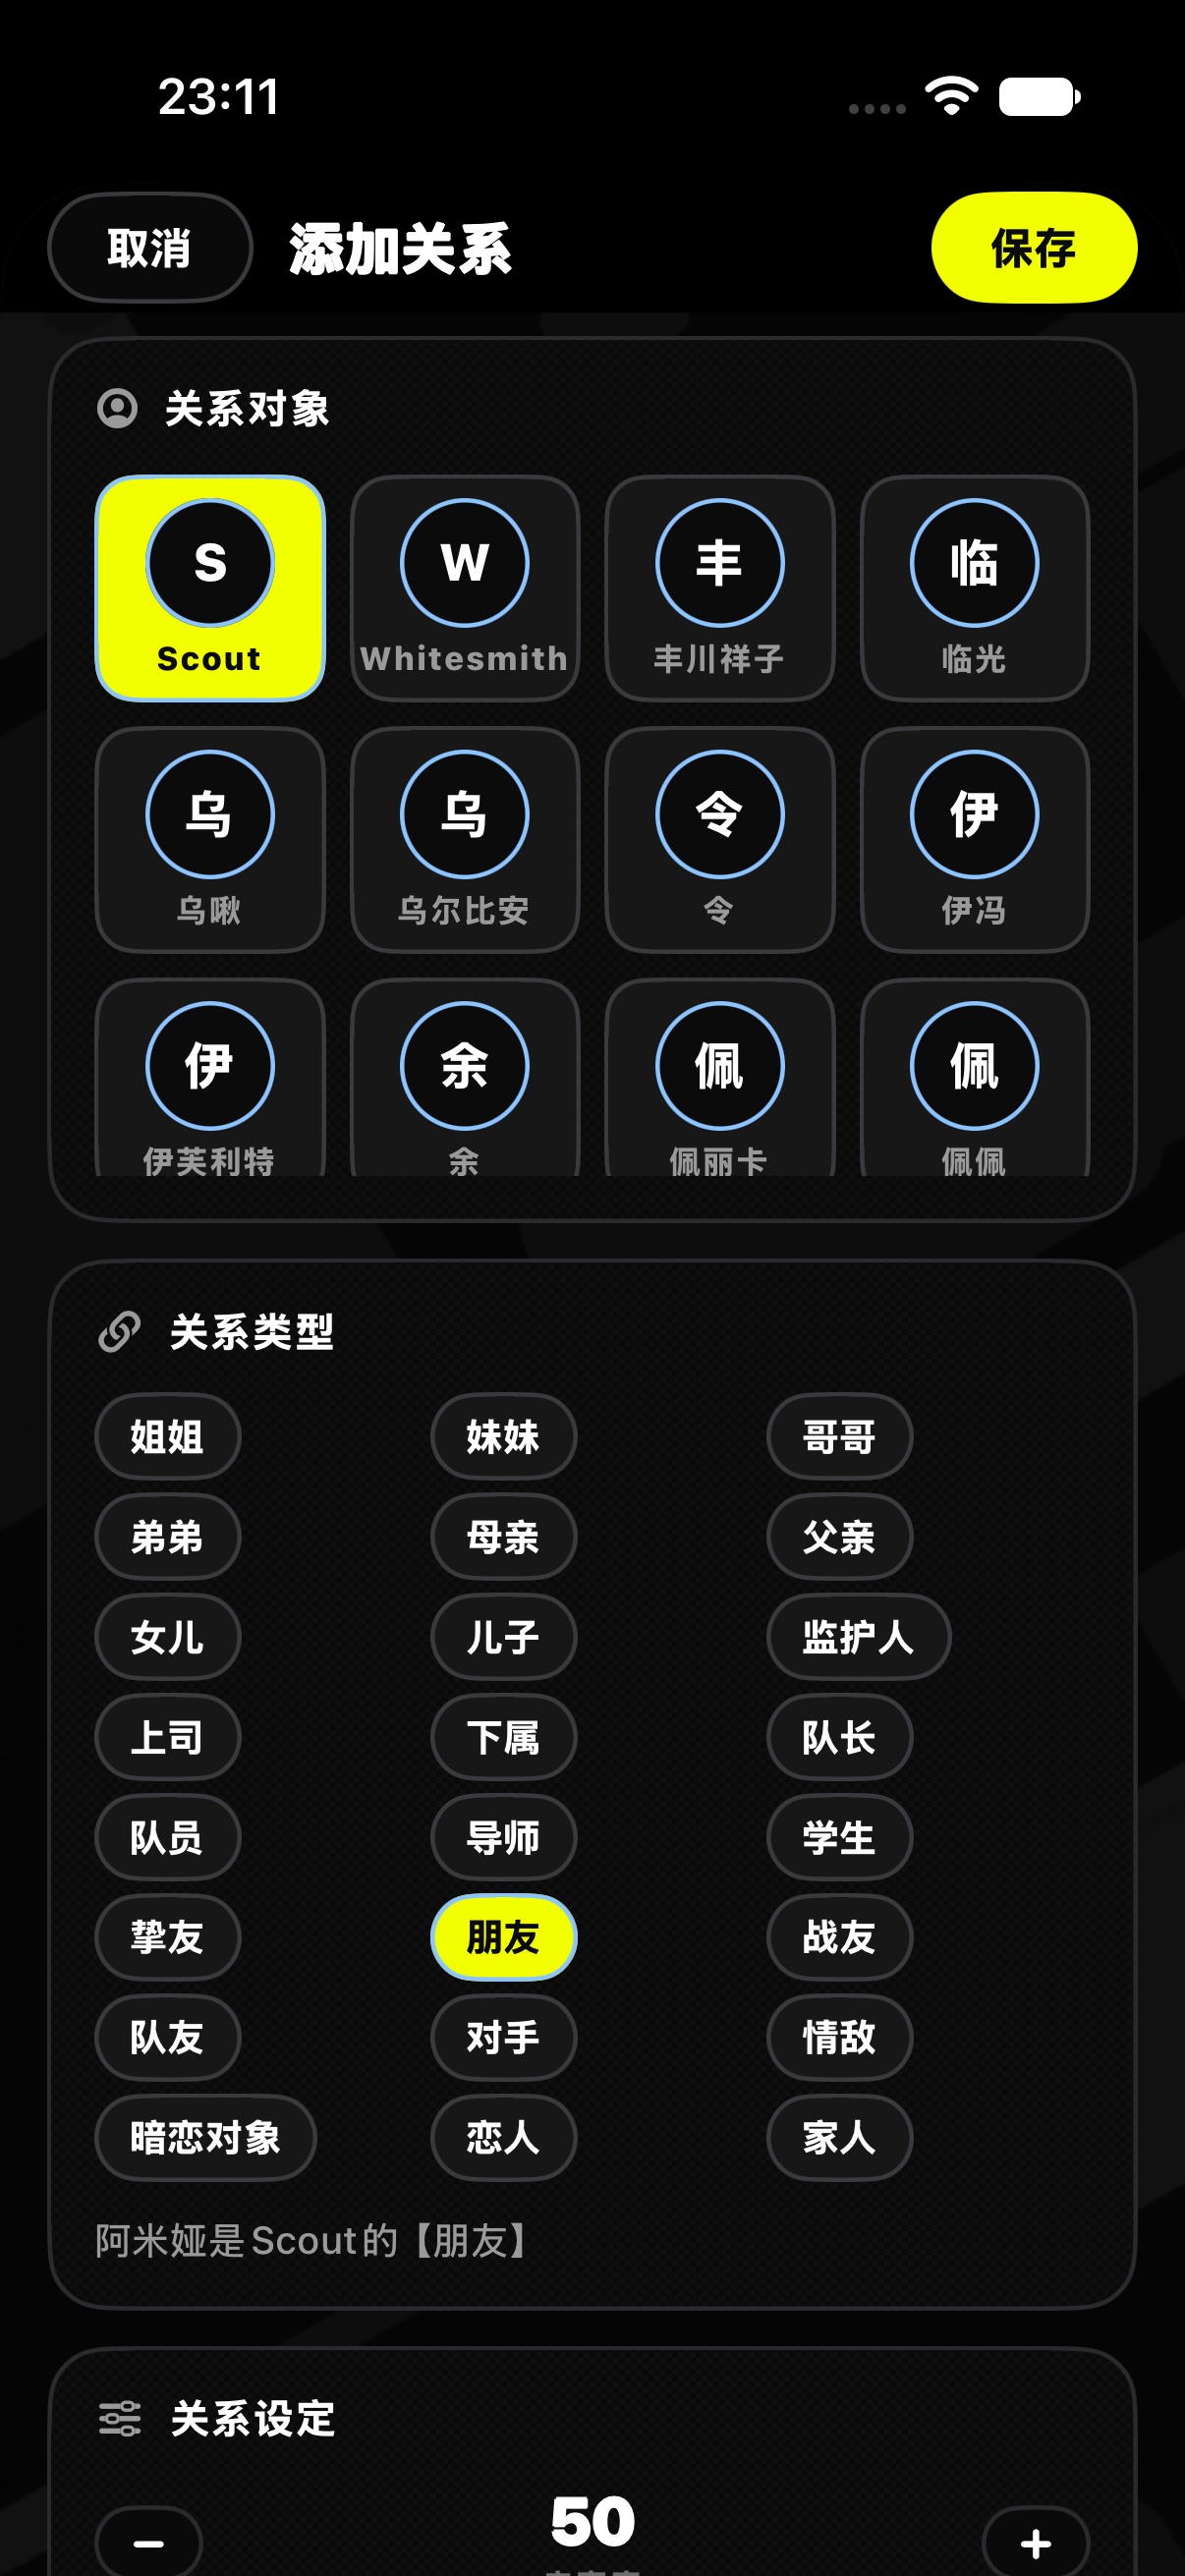 23:11
取消 添加关系 保存
关系对象
S W 丰 临
Scout Whitesmith 丰川祥子 临光
乌 乌 令 伊
乌啾 乌尔比安 令 伊冯
伊 余 佩 佩
伊芙利特 余 佩丽卡 佩佩
关系类型
姐姐 妹妹 哥哥
弟弟 母亲 父亲
女儿 儿子 监护人
上司 下属 队长
队员 导师 学生
挚友 朋友 战友
队友 对手 情敌
暗恋对象 恋人 家人
阿米娅是Scout的【朋友】
关系设定
− 50 +